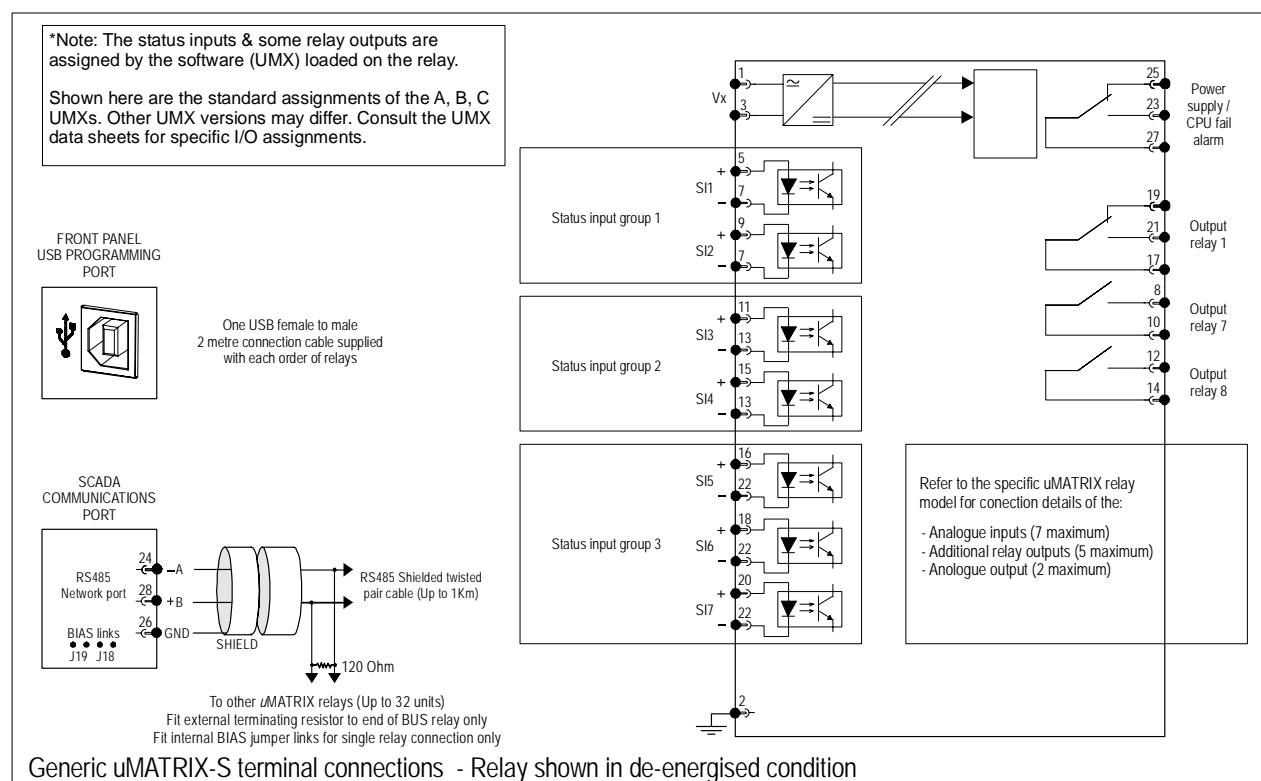 *Note: The status inputs & some relay outputs are
assigned by the software (UMX) loaded on the relay.
Shown here are the standard assignments of the A, B, C
UMXs. Other UMX versions may differ. Consult the UMX
data sheets for specific I/O assignments.
FRONT PANEL
USB PROGRAMMING
PORT
One USB female to male
2 metre connection cable supplied
with each order of relays
SCADA
COMMUNICATIONS
PORT
RS485
Network port
BIAS links
J19 J18
24
–A
28
+B
26
GND
SHIELD
RS485 Shielded twisted
pair cable (Up to 1Km)
120 Ohm
To other uMATRIX relays (Up to 32 units)
Fit external terminating resistor to end of BUS relay only
Fit internal BIAS jumper links for single relay connection only
Vx
1
3
Status input group 1
SI1
+
5
–
7
SI2
+
9
–
7
Status input group 2
SI3
+
11
–
13
SI4
+
15
–
13
Status input group 3
SI5
+
16
–
22
SI6
+
18
–
22
SI7
+
20
–
22
2
25
23
27
Power
supply /
CPU fail
alarm
19
21
17
Output
relay 1
8
10
Output
relay 7
12
14
Output
relay 8
Refer to the specific uMATRIX relay
model for conection details of the:
- Analogue inputs (7 maximum)
- Additional relay outputs (5 maximum)
- Anologue output (2 maximum)
Generic uMATRIX-S terminal connections - Relay shown in de-energised condition